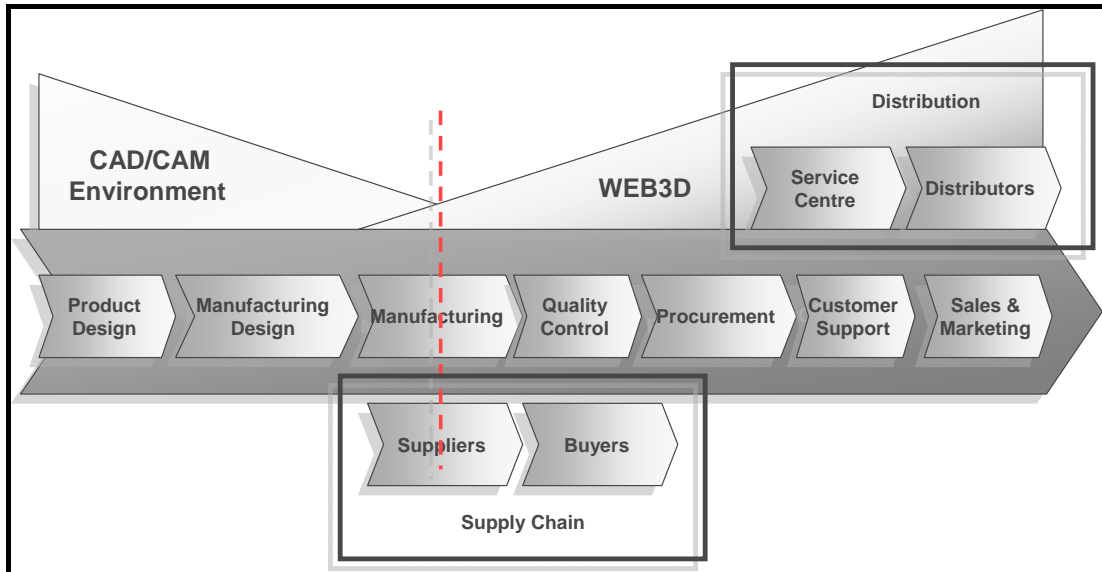 Distribution
CAD/CAM
Environment
WEB3D
Service
Centre
Distributors
Product
Design
Manufacturing
Design
Manufacturing
Quality
Control
Procurement
Customer
Support
Sales &
Marketing
Suppliers
Buyers
Supply Chain